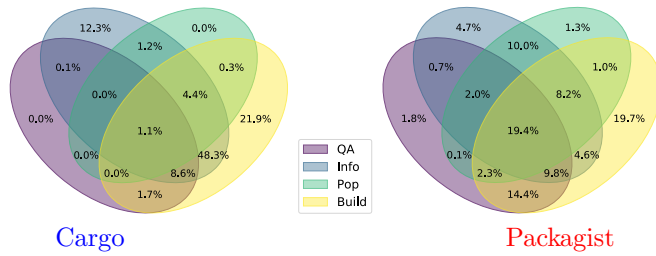 12.3% 0.0% 4.7% 1.3%
1.2% 10.0%
0.1% 0.3% 0.7% 1.0%
0.0% 4.4% 2.0% 8.2%
0.0% 21.9% 1.8% 19.7%
1.1% 19.4%
QA
0.0% 48.3% Info 0.1% 4.6%
0.0% 8.6% Pop 2.3% 9.8%
1.7% Build 14.4%
Cargo Packagist